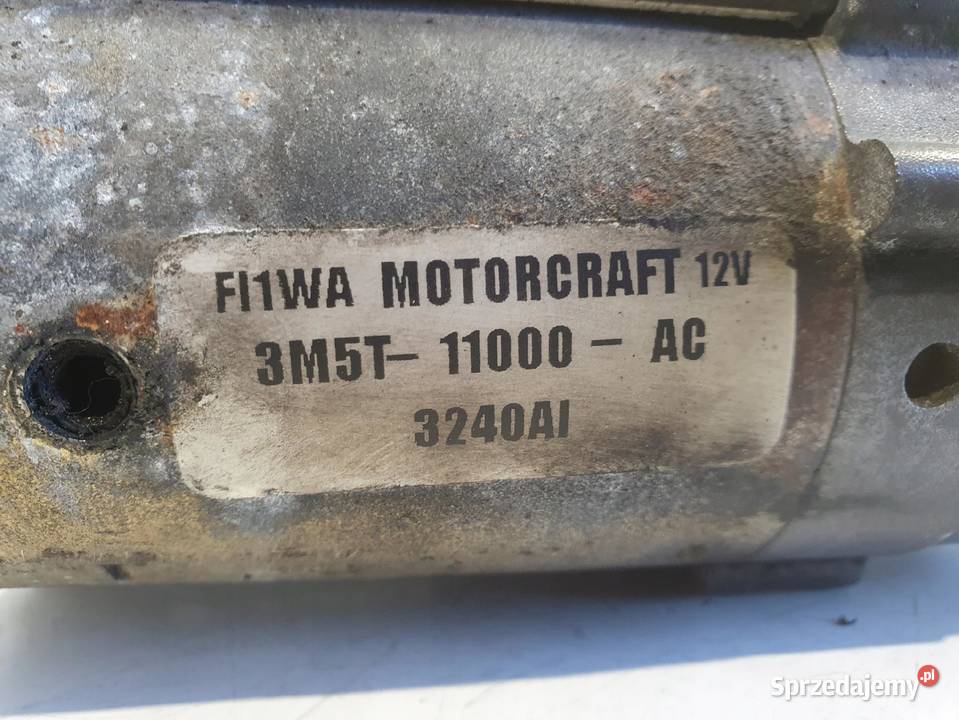 FI1WA MOTORCRAFT 12V
3M5T- 11000 - AC
3240AI
Sprzedajemy.pl